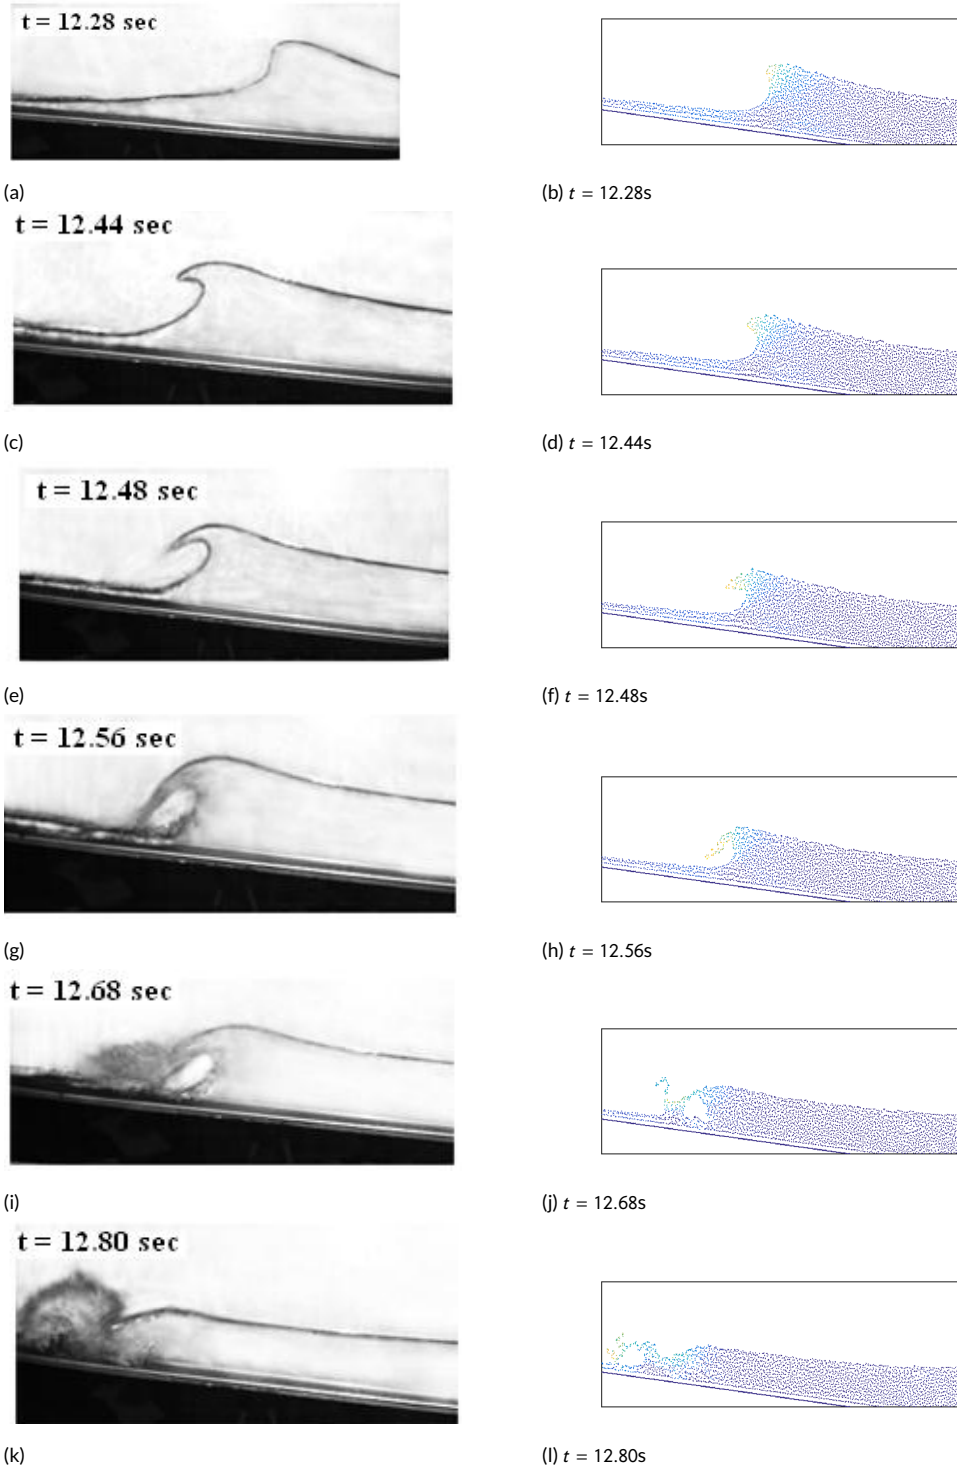 t = 12.28 sec
(a)
(b) t = 12.28s
t = 12.44 sec
(c)
(d) t = 12.44s
t = 12.48 sec
(e)
(f) t = 12.48s
t = 12.56 sec
(g)
(h) t = 12.56s
t = 12.68 sec
(i)
(j) t = 12.68s
t = 12.80 sec
(k)
(l) t = 12.80s